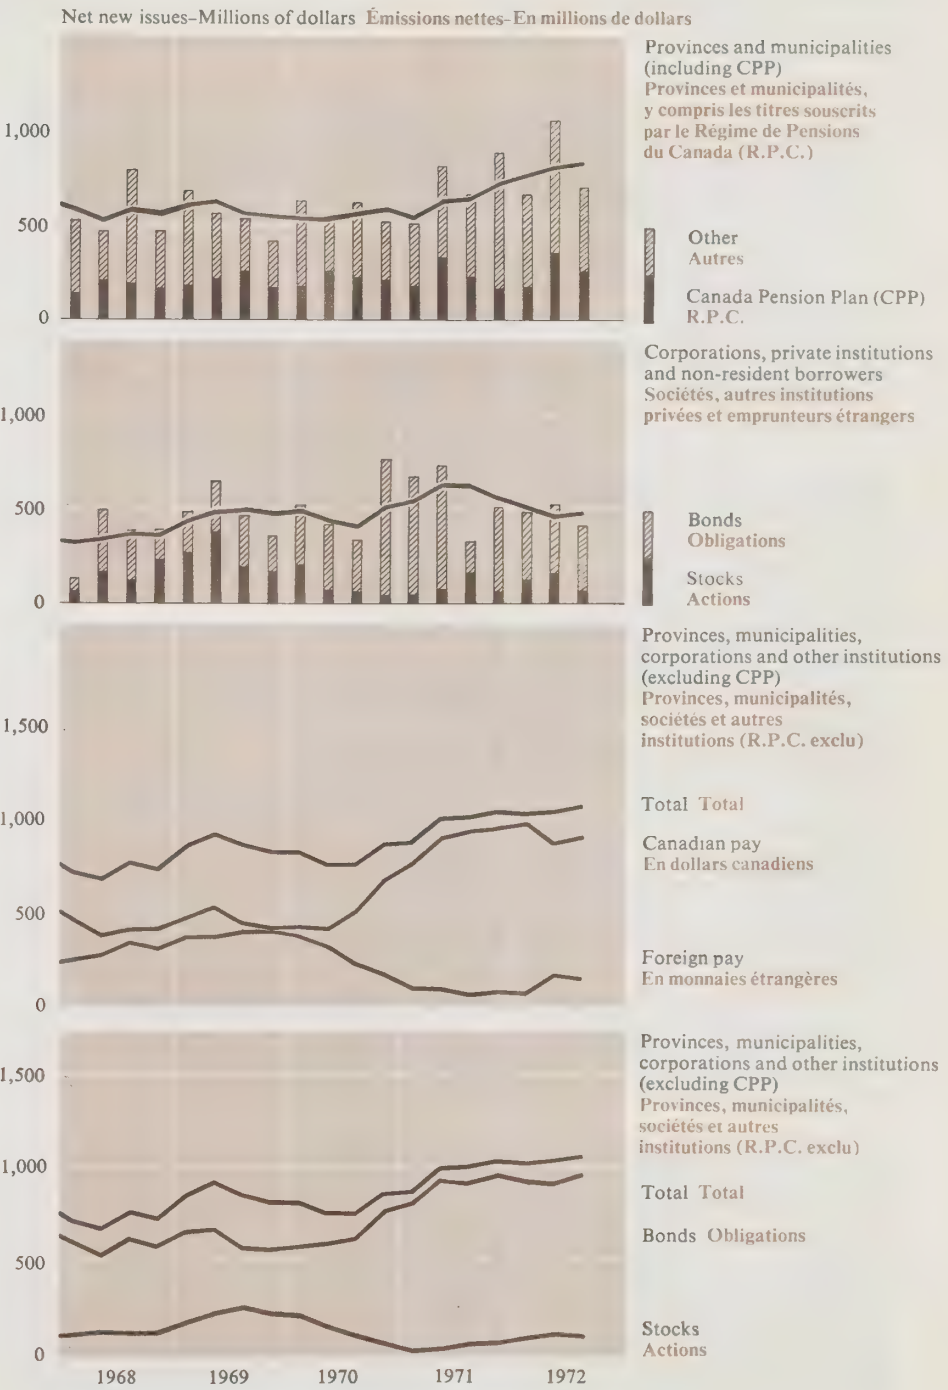 Net new issues–Millions of dollars Émissions nettes–En millions de dollars
Provinces and municipalities
(including CPP)
Provinces et municipalités,
y compris les titres souscrits
par le Régime de Pensions
du Canada (R.P.C.)
1,000
500
0
Other
Autres
Canada Pension Plan (CPP)
R.P.C.
Corporations, private institutions
and non-resident borrowers
Sociétés, autres institutions
privées et emprunteurs étrangers
1,000
500
0
Bonds
Obligations
Stocks
Actions
Provinces, municipalities,
corporations and other institutions
(excluding CPP)
Provinces, municipalités,
sociétés et autres
institutions (R.P.C. exclu)
1,500
1,000
500
0
Total Total
Canadian pay
En dollars canadiens
Foreign pay
En monnaies étrangères
Provinces, municipalities,
corporations and other institutions
(excluding CPP)
Provinces, municipalités,
sociétés et autres
institutions (R.P.C. exclu)
1,500
1,000
500
0
Total Total
Bonds Obligations
Stocks
Actions
1968 1969 1970 1971 1972